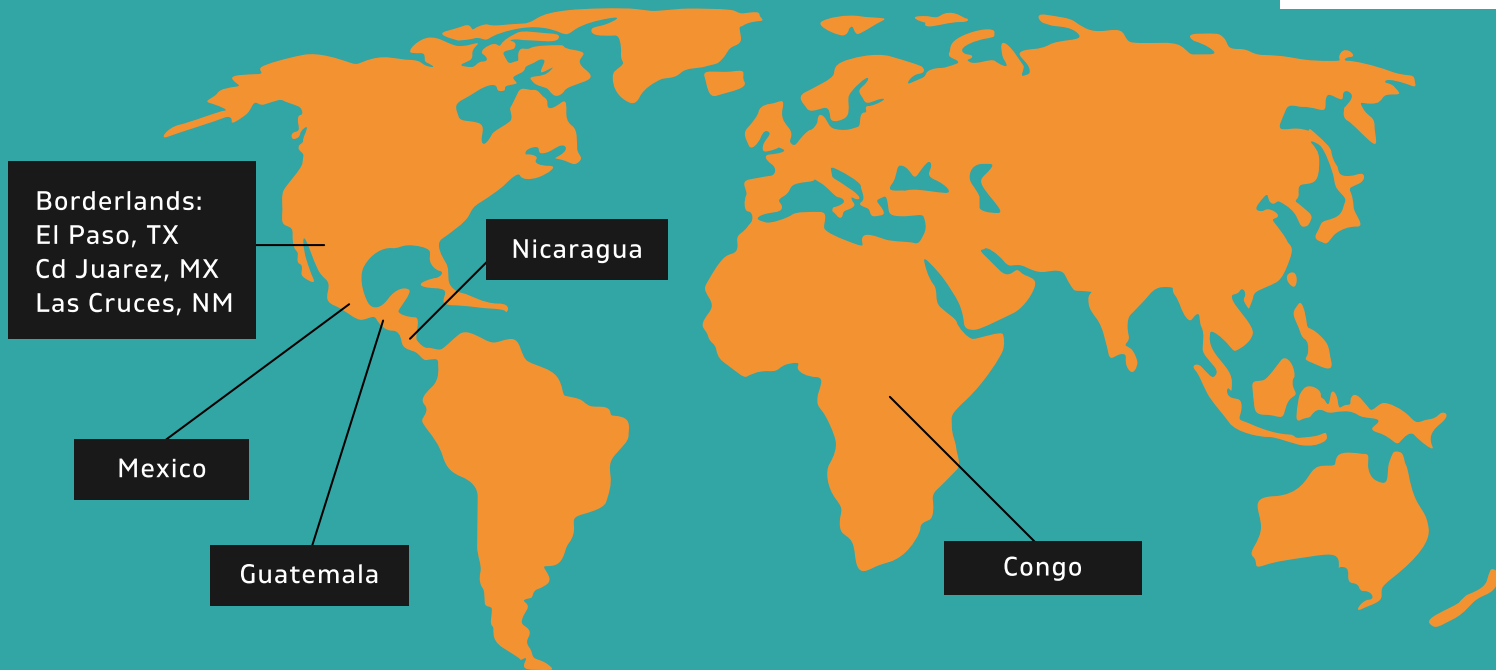 Borderlands:
El Paso, TX
Cd Juarez, MX
Las Cruces, NM
Nicaragua
Mexico
Guatemala
Congo